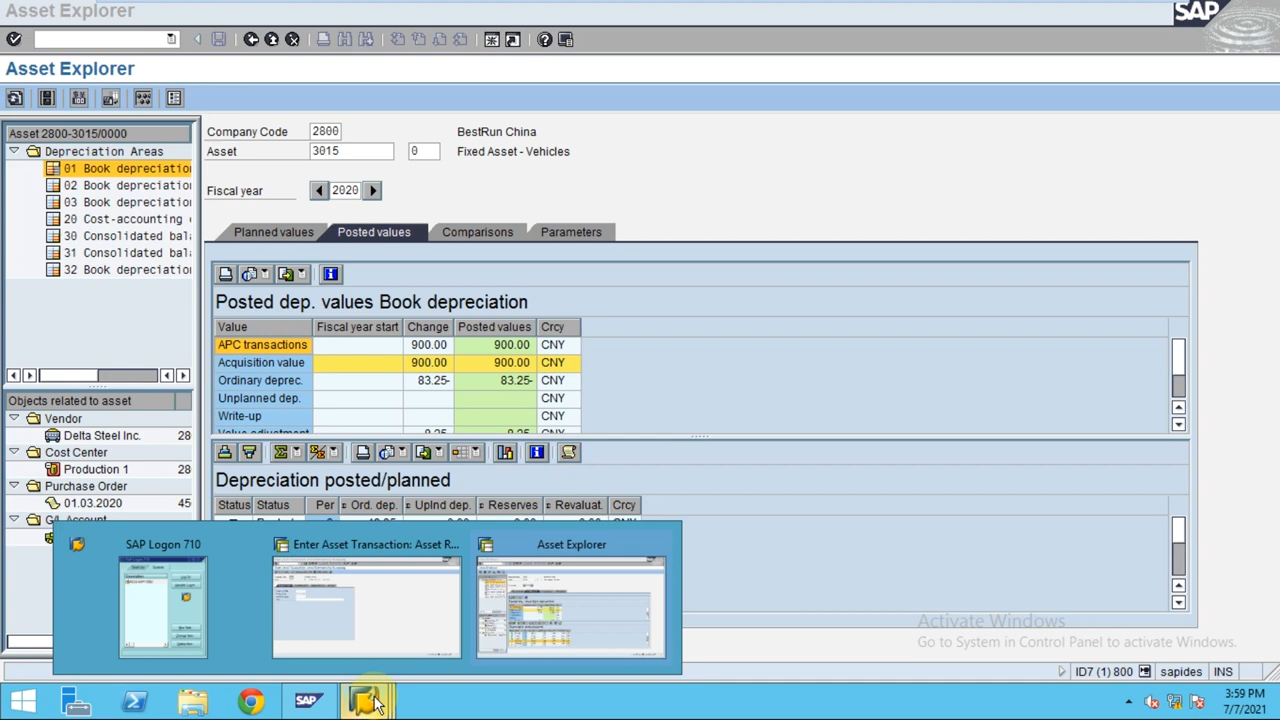 Asset Explorer
SAP
Asset Explorer
Asset 2800-3015/0000
Depreciation Areas
01 Book depreciatio
02 Book depreciatio
03 Book depreciatio
20 Cost-accounting
30 Consolidated bal
31 Consolidated bal
32 Book depreciatio
Objects related to asset
Vendor
Delta Steel Inc. 28
Cost Center
Production 1 28
Purchase Order
01.03.2020 45
G/L Account
Company Code 2800 BestRun China
Asset 3015 0 Fixed Asset - Vehicles
Fiscal year 2020
Planned values Posted values Comparisons Parameters
Posted dep. values Book depreciation
Value Fiscal year start Change Posted values Crcy
APC transactions 900.00 900.00 CNY
Acquisition value 900.00 900.00 CNY
Ordinary deprec. 83.25- 83.25- CNY
Unplanned dep. CNY
Write-up CNY
Depreciation posted/planned
Status Status Per Ord. dep. Uplnd dep. Reserves Revaluat. Crcy
SAP Logon 710 Enter Asset Transaction: Asset R... Asset Explorer
Activate Windows
Go to System in Control Panel to activate Windows.
ID7 (1) 800 sapides INS
SAP
3:59 PM
7/7/2021